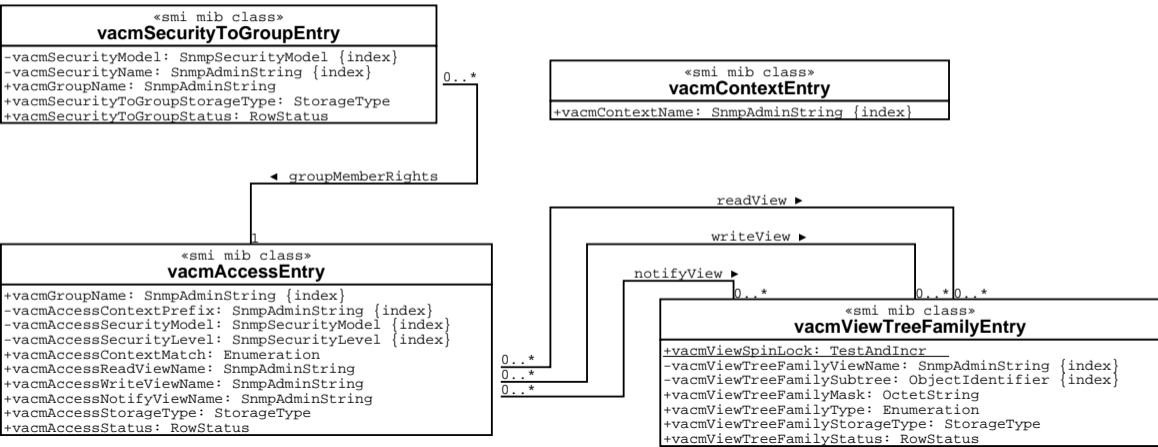 «smi mib class»
vacmSecurityToGroupEntry
-vacmSecurityModel: SnmpSecurityModel {index}
-vacmSecurityName: SnmpAdminString {index}
+vacmGroupName: SnmpAdminString
+vacmSecurityToGroupStorageType: StorageType
+vacmSecurityToGroupStatus: RowStatus
0..*
«smi mib class»
vacmContextEntry
+vacmContextName: SnmpAdminString {index}
◄ groupMemberRights
1
readView ►
writeView ►
notifyView ►
«smi mib class»
vacmAccessEntry
+vacmGroupName: SnmpAdminString {index}
-vacmAccessContextPrefix: SnmpAdminString {index}
-vacmAccessSecurityModel: SnmpSecurityModel {index}
-vacmAccessSecurityLevel: SnmpSecurityLevel {index}
+vacmAccessContextMatch: Enumeration
+vacmAccessReadViewName: SnmpAdminString
+vacmAccessWriteViewName: SnmpAdminString
+vacmAccessNotifyViewName: SnmpAdminString
+vacmAccessStorageType: StorageType
+vacmAccessStatus: RowStatus
0..*
0..*
0..*
0..*
0..*
0..*
«smi mib class»
vacmViewTreeFamilyEntry
+vacmViewSpinLock: TestAndIncr
-vacmViewTreeFamilyViewName: SnmpAdminString {index}
-vacmViewTreeFamilySubtree: ObjectIdentifier {index}
+vacmViewTreeFamilyMask: OctetString
+vacmViewTreeFamilyType: Enumeration
+vacmViewTreeFamilyStorageType: StorageType
+vacmViewTreeFamilyStatus: RowStatus